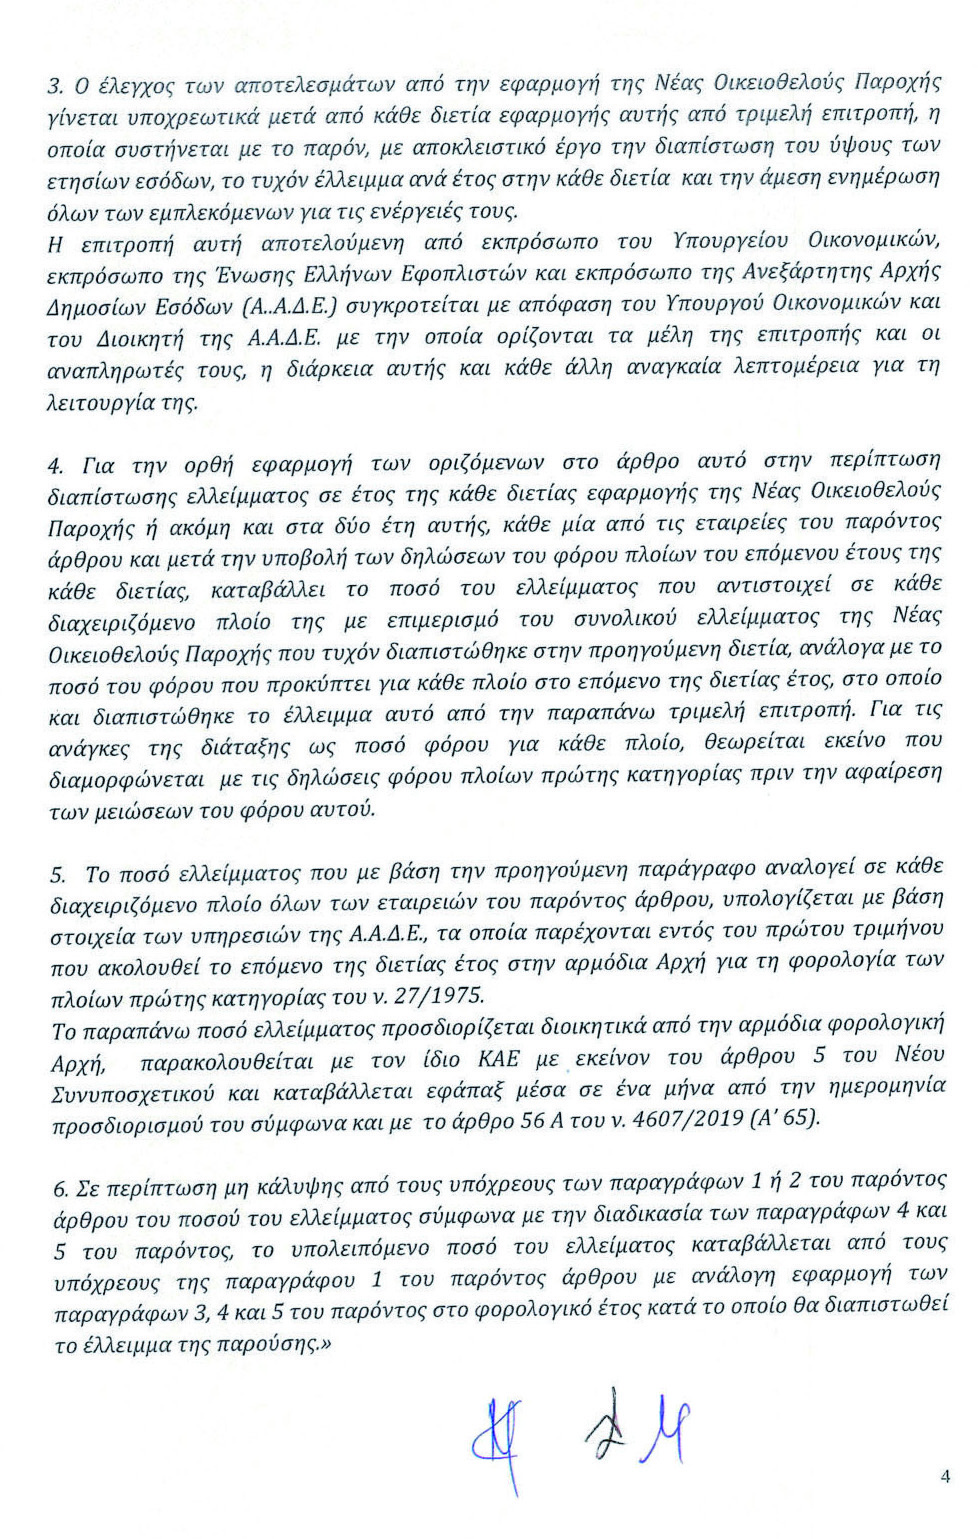 3. Ο έλεγχος των αποτελεσμάτων από την εφαρμογή της Νέας Οικειοθελούς Παροχής
γίνεται υποχρεωτικά μετά από κάθε διετία εφαρμογής αυτής από τριμελή επιτροπή, η
οποία συστήνεται με το παρόν, με αποκλειστικό έργο την διαπίστωση του ύψους των
ετησίων εσόδων, το τυχόν έλλειμμα ανά έτος στην κάθε διετία και την άμεση ενημέρωση
όλων των εμπλεκόμενων για τις ενέργειές τους.
Η επιτροπή αυτή αποτελούμενη από εκπρόσωπο του Υπουργείου Οικονομικών,
εκπρόσωπο της Ένωσης Ελλήνων Εφοπλιστών και εκπρόσωπο της Ανεξάρτητης Αρχής
Δημοσίων Εσόδων (Α..Α.Δ.Ε.) συγκροτείται με απόφαση του Υπουργού Οικονομικών και
του Διοικητή της Α.Α.Δ.Ε. με την οποία ορίζονται τα μέλη της επιτροπής και οι
αναπληρωτές τους, η διάρκεια αυτής και κάθε άλλη αναγκαία λεπτομέρεια για τη
λειτουργία της.
4. Για την ορθή εφαρμογή των οριζόμενων στο άρθρο αυτό στην περίπτωση
διαπίστωσης ελλείμματος σε έτος της κάθε διετίας εφαρμογής της Νέας Οικειοθελούς
Παροχής ή ακόμη και στα δύο έτη αυτής, κάθε μία από τις εταιρείες του παρόντος
άρθρου και μετά την υποβολή των δηλώσεων του φόρου πλοίων του επόμενου έτους της
κάθε διετίας, καταβάλλει το ποσό του ελλείμματος που αντιστοιχεί σε κάθε
διαχειριζόμενο πλοίο της με επιμερισμό του συνολικού ελλείμματος της Νέας
Οικειοθελούς Παροχής που τυχόν διαπιστώθηκε στην προηγούμενη διετία, ανάλογα με το
ποσό του φόρου που προκύπτει για κάθε πλοίο στο επόμενο της διετίας έτος, στο οποίο
και διαπιστώθηκε το έλλειμμα αυτό από την παραπάνω τριμελή επιτροπή. Για τις
ανάγκες της διάταξης ως ποσό φόρου για κάθε πλοίο, θεωρείται εκείνο που
διαμορφώνεται με τις δηλώσεις φόρου πλοίων πρώτης κατηγορίας πριν την αφαίρεση
των μειώσεων του φόρου αυτού.
5. Το ποσό ελλείμματος που με βάση την προηγούμενη παράγραφο αναλογεί σε κάθε
διαχειριζόμενο πλοίο όλων των εταιρειών του παρόντος άρθρου, υπολογίζεται με βάση
στοιχεία των υπηρεσιών της Α.Α.Δ.Ε., τα οποία παρέχονται εντός του πρώτου τριμήνου
που ακολουθεί το επόμενο της διετίας έτος στην αρμόδια Αρχή για τη φορολογία των
πλοίων πρώτης κατηγορίας του ν. 27/1975.
Το παραπάνω ποσό ελλείμματος προσδιορίζεται διοικητικά από την αρμόδια φορολογική
Αρχή, παρακολουθείται με τον ίδιο ΚΑΕ με εκείνον του άρθρου 5 του Νέου
Συνυποσχετικού και καταβάλλεται εφάπαξ μέσα σε ένα μήνα από την ημερομηνία
προσδιορισμού του σύμφωνα και με το άρθρο 56 Α του ν. 4607/2019 (Α’ 65).
6. Σε περίπτωση μη κάλυψης από τους υπόχρεους των παραγράφων 1 ή 2 του παρόντος
άρθρου του ποσού του ελλείμματος σύμφωνα με την διαδικασία των παραγράφων 4 και
5 του παρόντος, το υπολειπόμενο ποσό του ελλείματος καταβάλλεται από τους
υπόχρεους της παραγράφου 1 του παρόντος άρθρου με ανάλογη εφαρμογή των
παραγράφων 3, 4 και 5 του παρόντος στο φορολογικό έτος κατά το οποίο θα διαπιστωθεί
το έλλειμμα της παρούσης.»
4